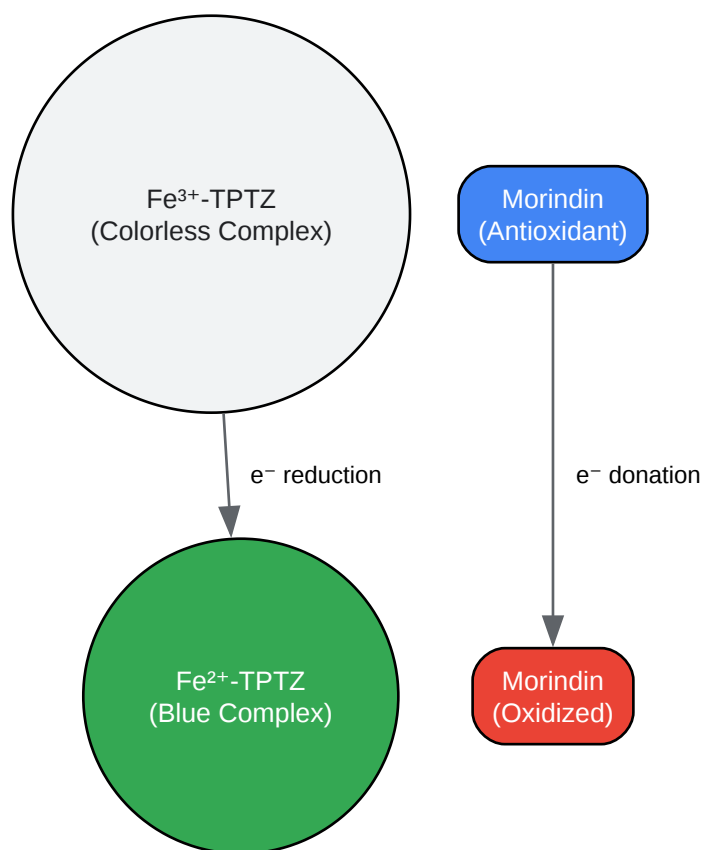 Fe³⁺-TPTZ
(Colorless Complex)
Morindin
(Antioxidant)
e⁻ reduction
e⁻ donation
Fe²⁺-TPTZ
(Blue Complex)
Morindin
(Oxidized)